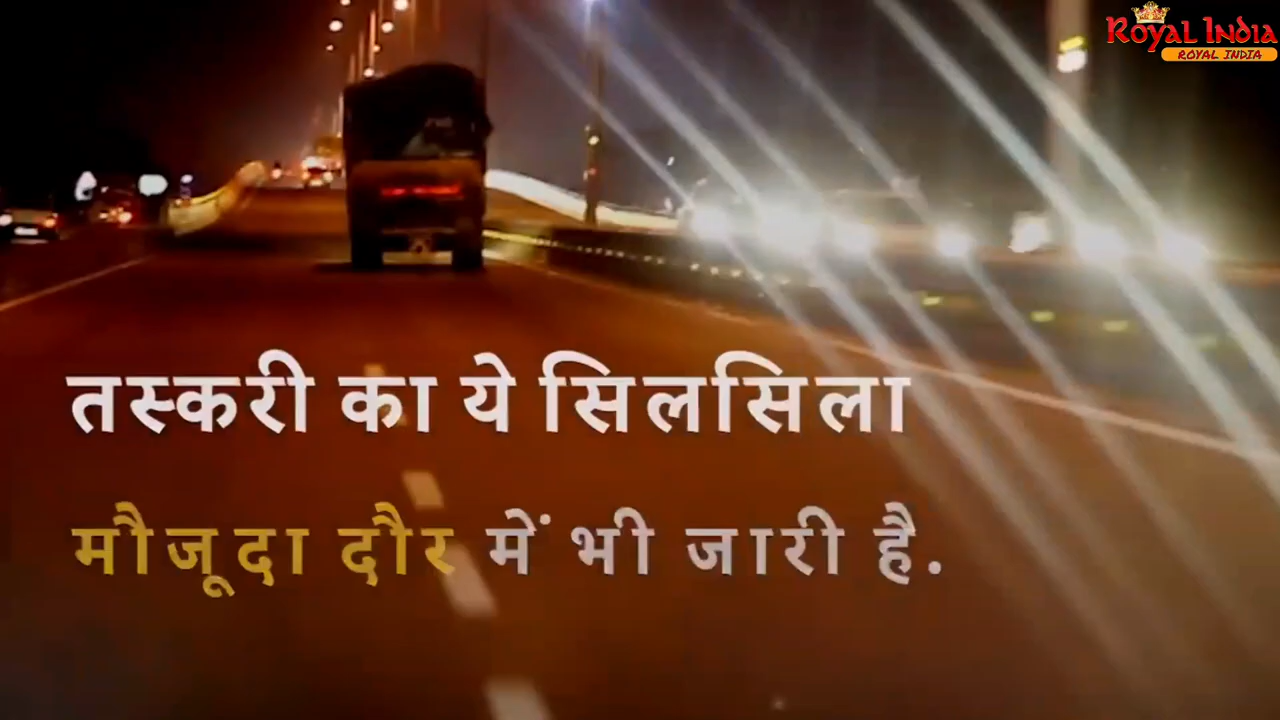 ROYAL INDIA
ROYAL INDIA
तस्करी का ये सिलसिला
मौजूदा दौर में भी जारी है.